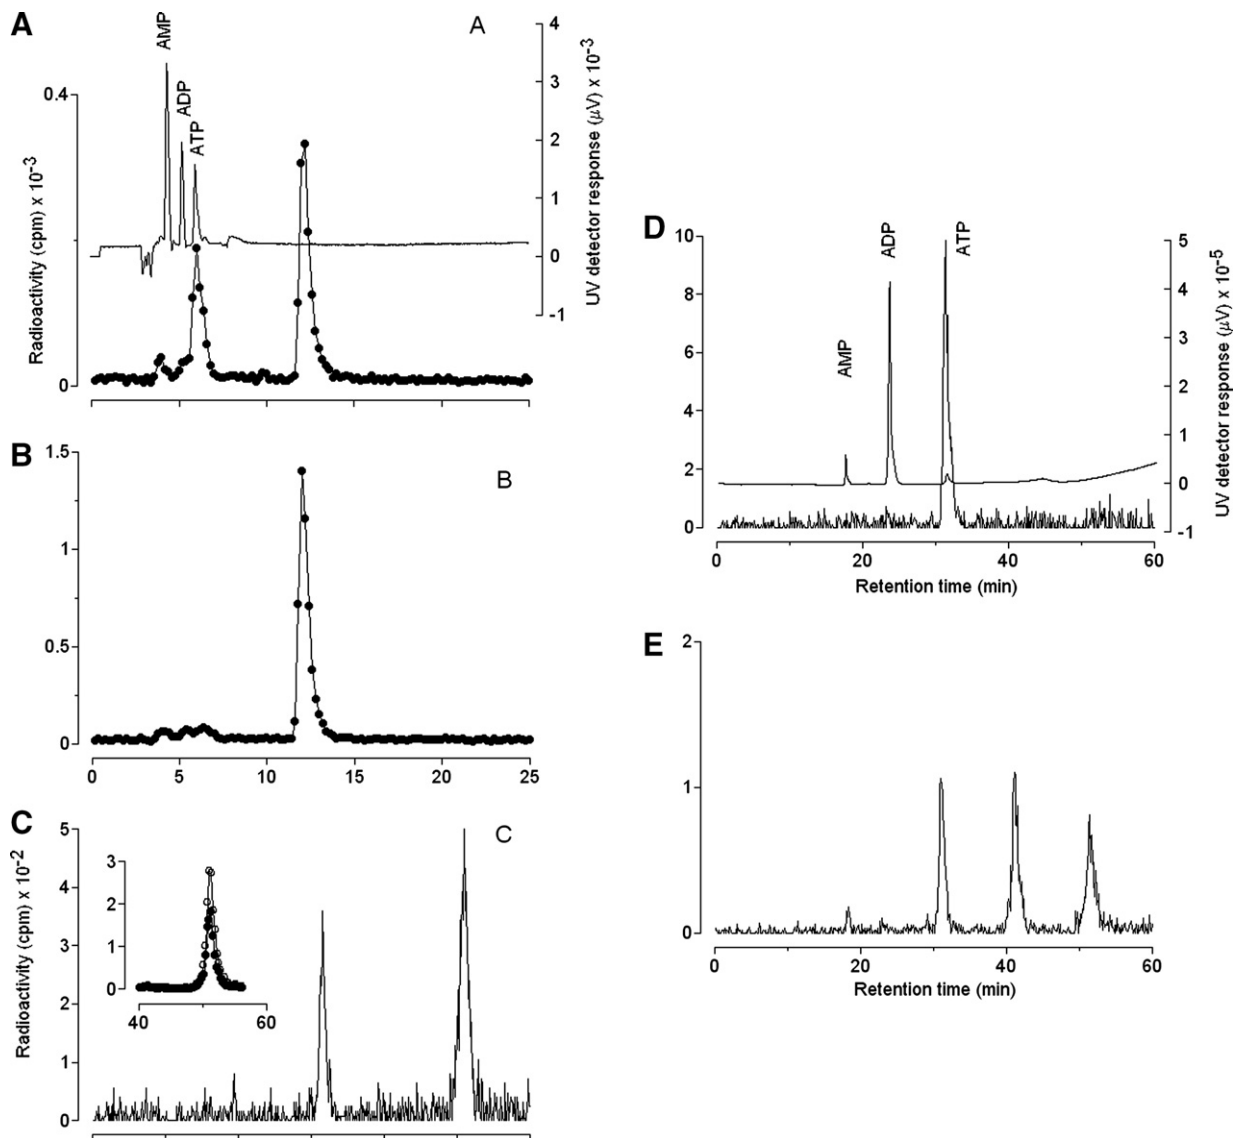 A
AMP
ADP
ATP
A
4
3
2
1
0
-1
UV detector response (µV) x 10-3
0.4
0
Radioactivity (cpm) x 10-3
B
B
1.5
1
0.5
0
0 5 10 15 20 25
C
C
5
4
3
2
1
0
Radioactivity (cpm) x 10-2
3
2
1
0
40 60
D
AMP
ADP
ATP
10
8
6
4
2
0
5
4
3
2
1
0
-1
UV detector response (µV) x 10-5
0 20 40 60
Retention time (min)
E
2
1
0
0 20 40 60
Retention time (min)